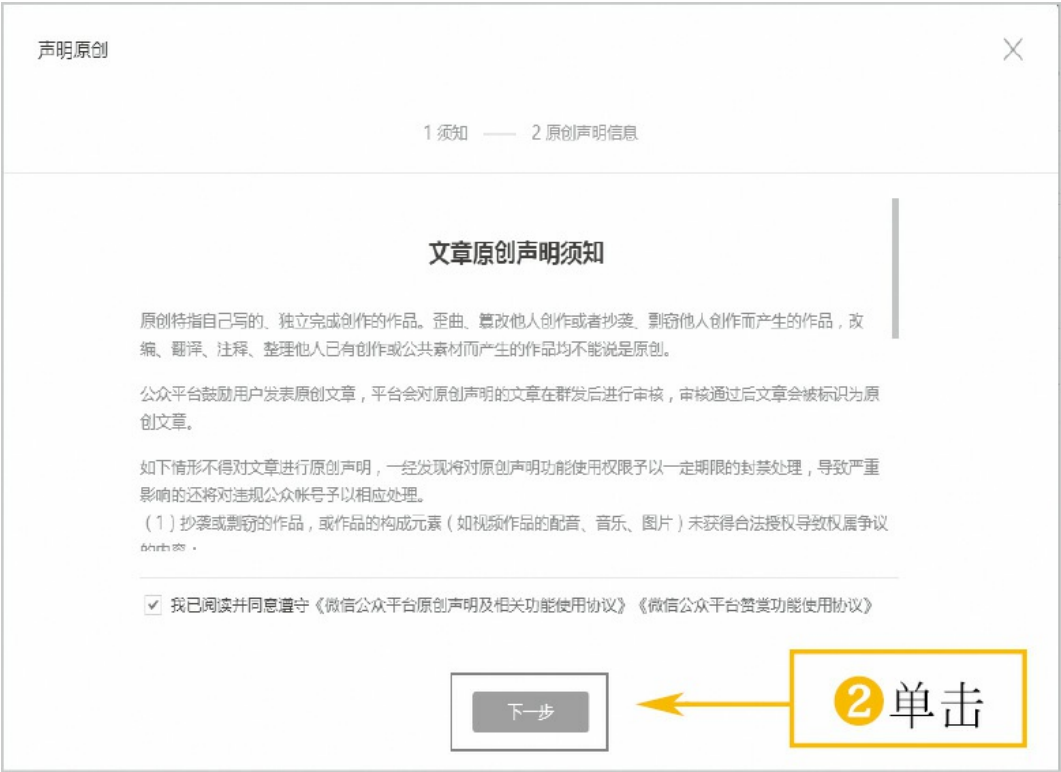 声明原创
1 须知 2 原创声明信息
文章原创声明须知
原创特指自己写的、独立完成创作的作品。歪曲、篡改他人创作或者抄袭、剽窃他人创作而产生的作品，改
编、翻译、注释、整理他人已有创作或公共素材而产生的作品均不能说是原创。
公众平台鼓励用户发表原创文章，平台会对原创声明的文章在群发后进行审核，审核通过后文章会被标识为原
创文章。
如下情形不得对文章进行原创声明，一经发现将对原创声明功能使用权限予以一定期限的封禁处理，导致严重
影响的还将对违规公众帐号予以相应处理。
（1）抄袭或剽窃的作品，或作品的构成元素（如视频作品的配音、音乐、图片）未获得合法授权导致权属争议
的内容；
我已阅读并同意遵守《微信公众平台原创声明及相关功能使用协议》《微信公众平台赞赏功能使用协议》
下一步
2 单击